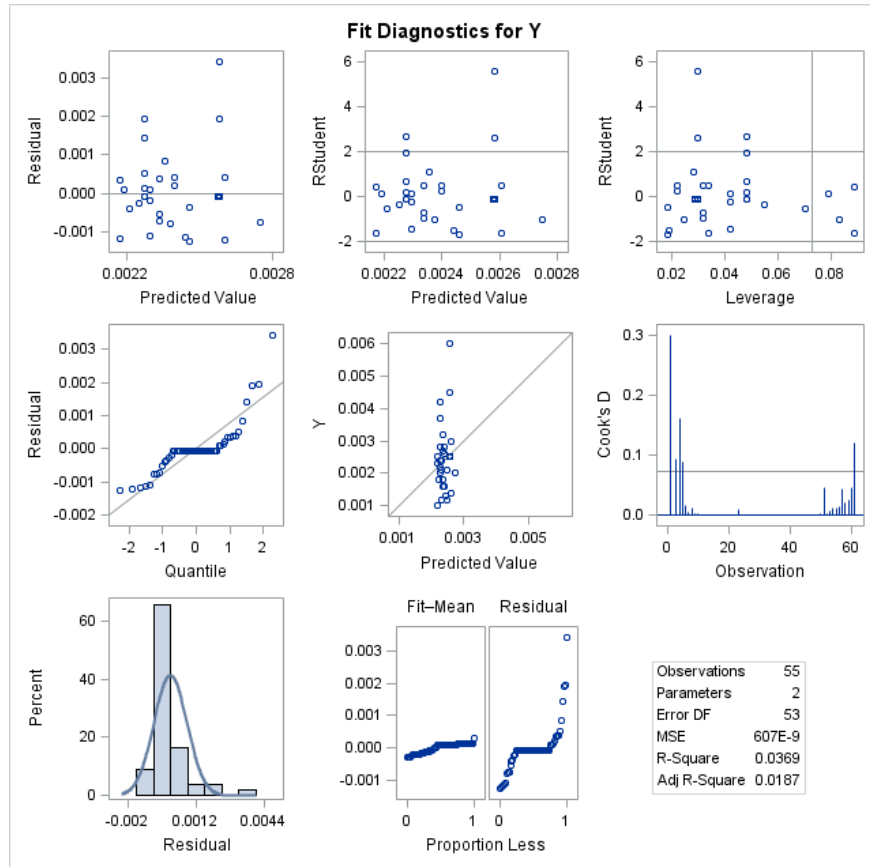 Fit Diagnostics for Y
0.003
0.002
0.001
0.000
-0.001
Residual
0.0022
0.0028
Predicted Value
6
4
2
0
-2
RStudent
0.0022
0.0024
0.0026
0.0028
Predicted Value
6
4
2
0
-2
RStudent
0.02
0.04
0.06
0.08
Leverage
0.003
0.002
0.001
0.000
-0.001
-0.002
Residual
-2
-1
0
1
2
Quantile
0.006
0.005
0.004
0.003
0.002
0.001
Y
0.001
0.003
0.005
Predicted Value
0.3
0.2
0.1
0.0
Cook's D
0
20
40
60
Observation
60
40
20
0
Percent
-0.002
0.0012
0.0044
Residual
Fit–Mean
Residual
0.003
0.002
0.001
0.000
-0.001
0
1
0
1
Proportion Less
Observations 55
Parameters 2
Error DF 53
MSE 607E-9
R-Square 0.0369
Adj R-Square 0.0187